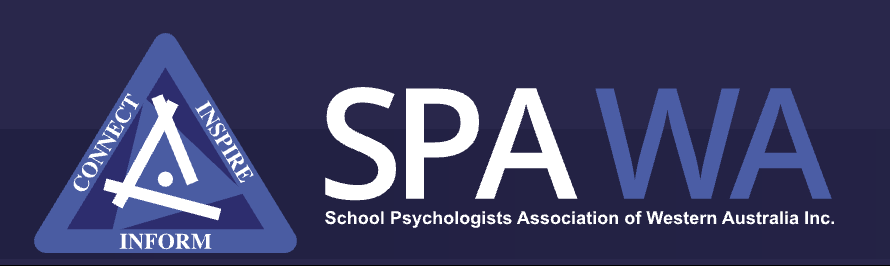 CONNECT
INSPIRE
INFORM
SPA WA
School Psychologists Association of Western Australia Inc.